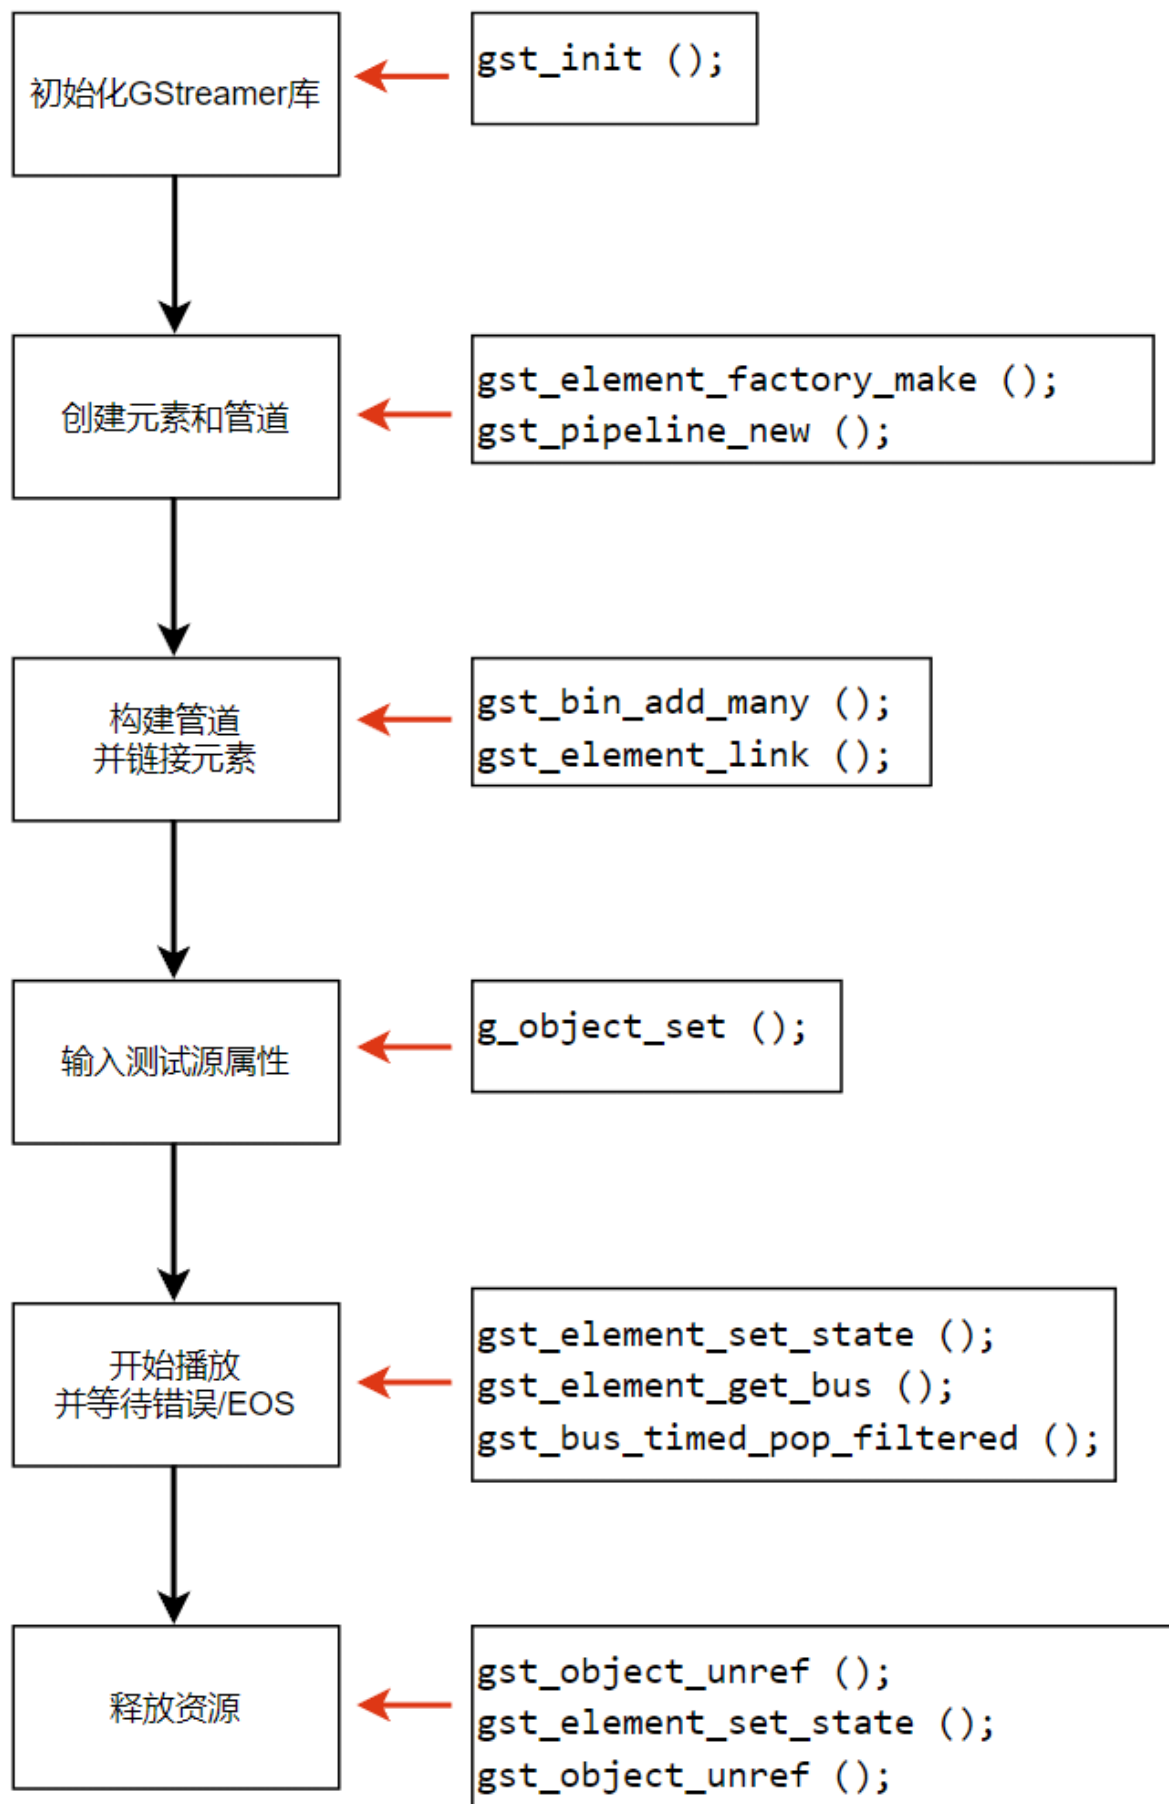 初始化GStreamer库
gst_init ();
创建元素和管道
gst_element_factory_make ();
gst_pipeline_new ();
构建管道
并链接元素
gst_bin_add_many ();
gst_element_link ();
输入测试源属性
g_object_set ();
开始播放
并等待错误/EOS
gst_element_set_state ();
gst_element_get_bus ();
gst_bus_timed_pop_filtered ();
释放资源
gst_object_unref ();
gst_element_set_state ();
gst_object_unref ();